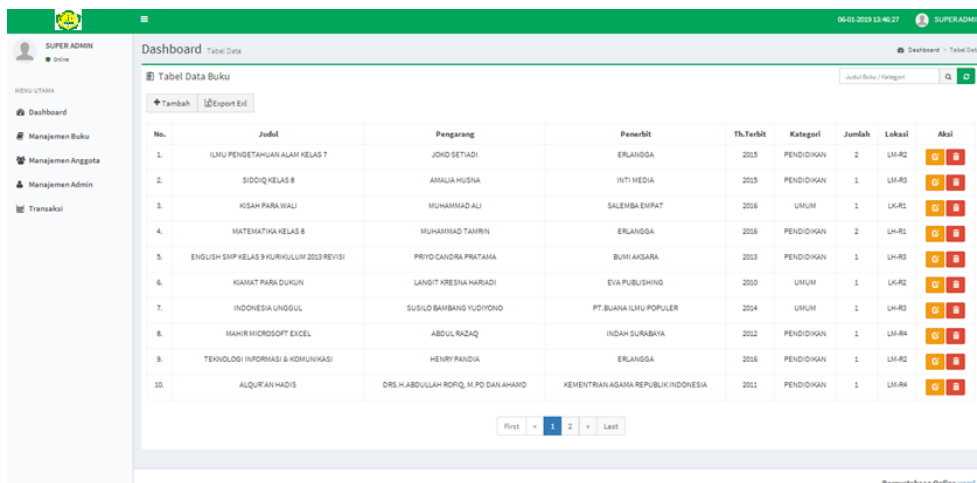 06-01-2019 13:46:27 SUPER ADMI
SUPER ADMIN
Online
MENU UTAMA
Dashboard
Manajemen Buku
Manajemen Anggota
Manajemen Admin
Transaksi
Dashboard Tabel Data
Dashboard > Tabel Dat
Tabel Data Buku
Judul Buku / Kategori
Tambah Export Exl
No. Judul Pengarang Penerbit Th.Terbit Kategori Jumlah Lokasi Aksi
1. ILMU PENGETAHUAN ALAM KELAS 7 JOKO SETIADI ERLANGGA 2015 PENDIDIKAN 2 LM-R2
2. SIDDIQ KELAS 8 AMALIA HUSNA INTI MEDIA 2015 PENDIDIKAN 1 LM-R3
3. KISAH PARA WALI MUHAMMAD ALI SALEMBA EMPAT 2016 UMUM 1 LK-R1
4. MATEMATIKA KELAS 8 MUHAMMAD TAMRIN ERLANGGA 2016 PENDIDIKAN 2 LH-R1
5. ENGLISH SMP KELAS 9 KURIKULUM 2013 REVISI PRIYO CANDRA PRATAMA BUMI AKSARA 2013 PENDIDIKAN 1 LH-R3
6. KIAMAT PARA DUKUN LANGIT KRESNA HARIADI EVA PUBLISHING 2010 UMUM 1 LK-R2
7. INDONESIA UNGGUL SUSILO BAMBANG YUDIYONO PT.BUANA ILMU POPULER 2014 UMUM 1 LH-R3
8. MAHIR MICROSOFT EXCEL ABDUL RAZAQ INDAH SURABAYA 2012 PENDIDIKAN 1 LM-R4
9. TEKNOLOGI INFORMASI & KOMUNIKASI HENRY PANDIA ERLANGGA 2016 PENDIDIKAN 1 LM-R2
10. ALQUR'AN HADIS DRS.H.ABDULLAH ROFIQ, M.PD DAN AHAMD KEMENTRIAN AGAMA REPUBLIK INDONESIA 2011 PENDIDIKAN 1 LM-R4
First « 1 2 » Last